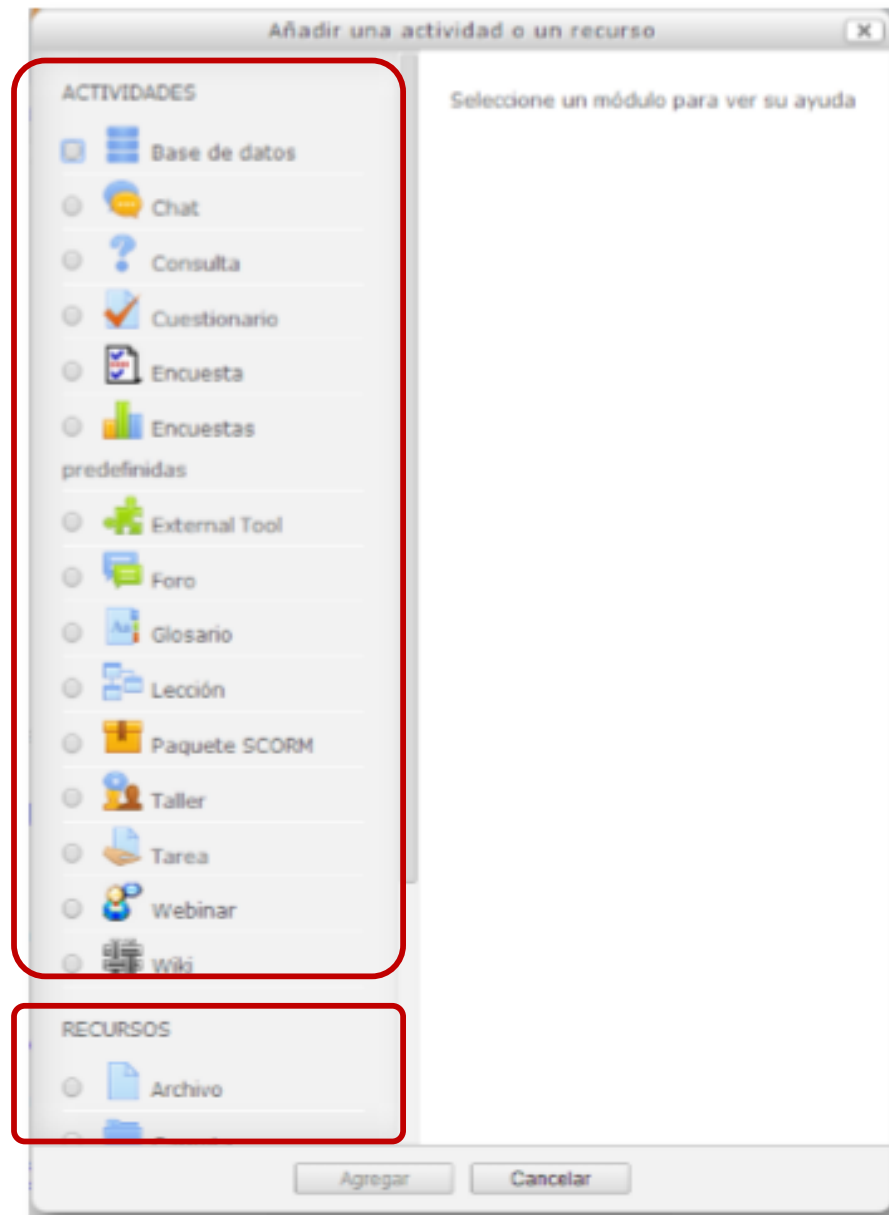 Añadir una actividad o un recurso
ACTIVIDADES
Seleccione un módulo para ver su ayuda
Base de datos
Chat
Consulta
Cuestionario
Encuesta
Encuestas
predefinidas
External Tool
Foro
Glosario
Lección
Paquete SCORM
Taller
Tarea
Webinar
Wiki
RECURSOS
Archivo
Agregar
Cancelar